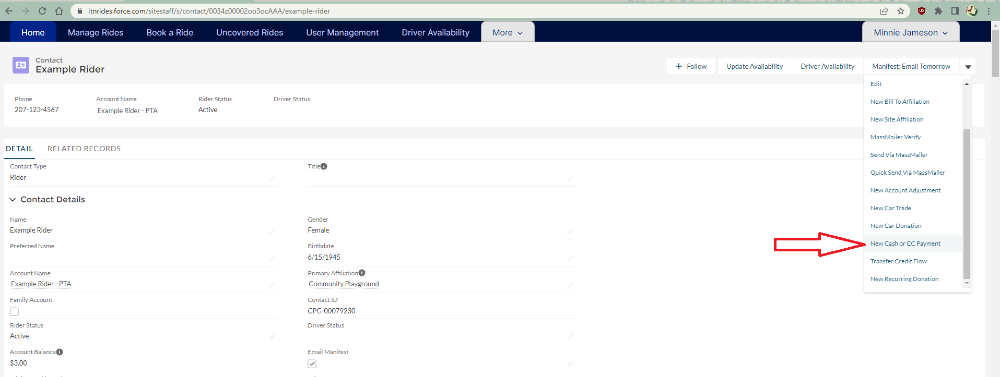 itnrides.force.com/sitestaff/s/contact/0034z00002oo3ocAAA/example-rider
Home Manage Rides Book a Ride Uncovered Rides User Management Driver Availability More Minnie Jameson
Contact
Example Rider
Follow Update Availability Driver Availability Manifest: Email Tomorrow
Edit
New Bill To Affiliation
New Site Affiliation
MassMailer Verify
Send Via MassMailer
Quick Send Via MassMailer
New Account Adjustment
New Car Trade
New Car Donation
New Cash or CC Payment
Transfer Credit Flow
New Recurring Donation
Phone Account Name Rider Status Driver Status
207-123-4567 Example Rider - PTA Active
DETAIL RELATED RECORDS
Contact Type Title
Rider
Contact Details
Name Gender
Example Rider Female
Preferred Name Birthdate
6/15/1945
Account Name Primary Affiliation
Example Rider - PTA Community Playground
Family Account Contact ID
CPG-00079230
Rider Status Driver Status
Active
Account Balance Email Manifest
$3.00